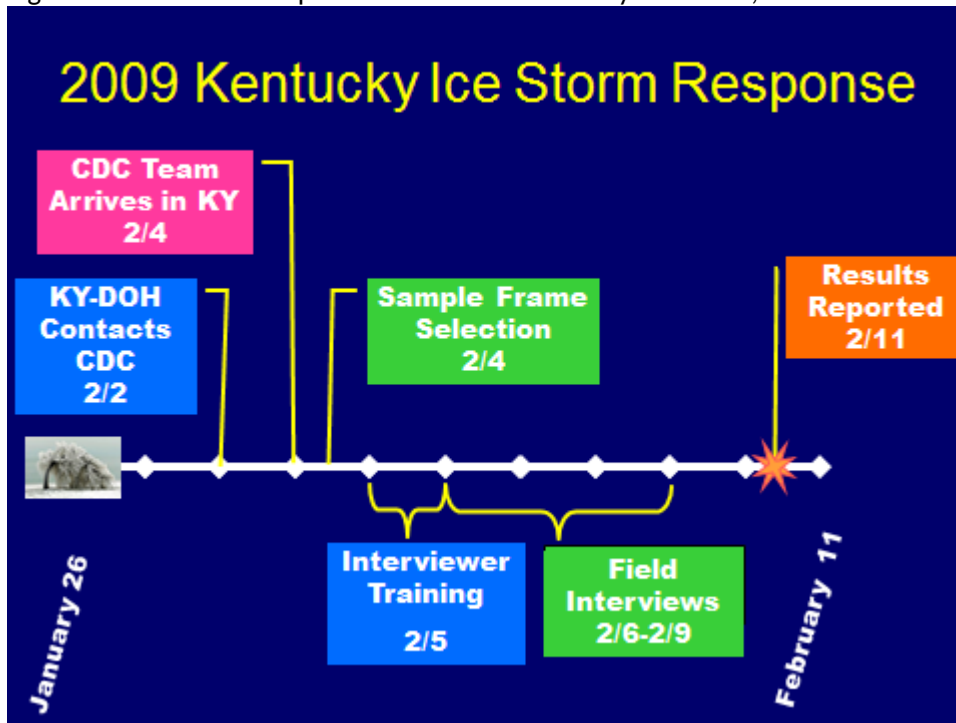 2009 Kentucky Ice Storm Response
CDC Team
Arrives in KY
2/4
KY-DOH
Contacts
CDC
2/2
Sample Frame
Selection
2/4
Results
Reported
2/11
Interviewer
Training
2/5
Field
Interviews
2/6-2/9
January 26
February 11